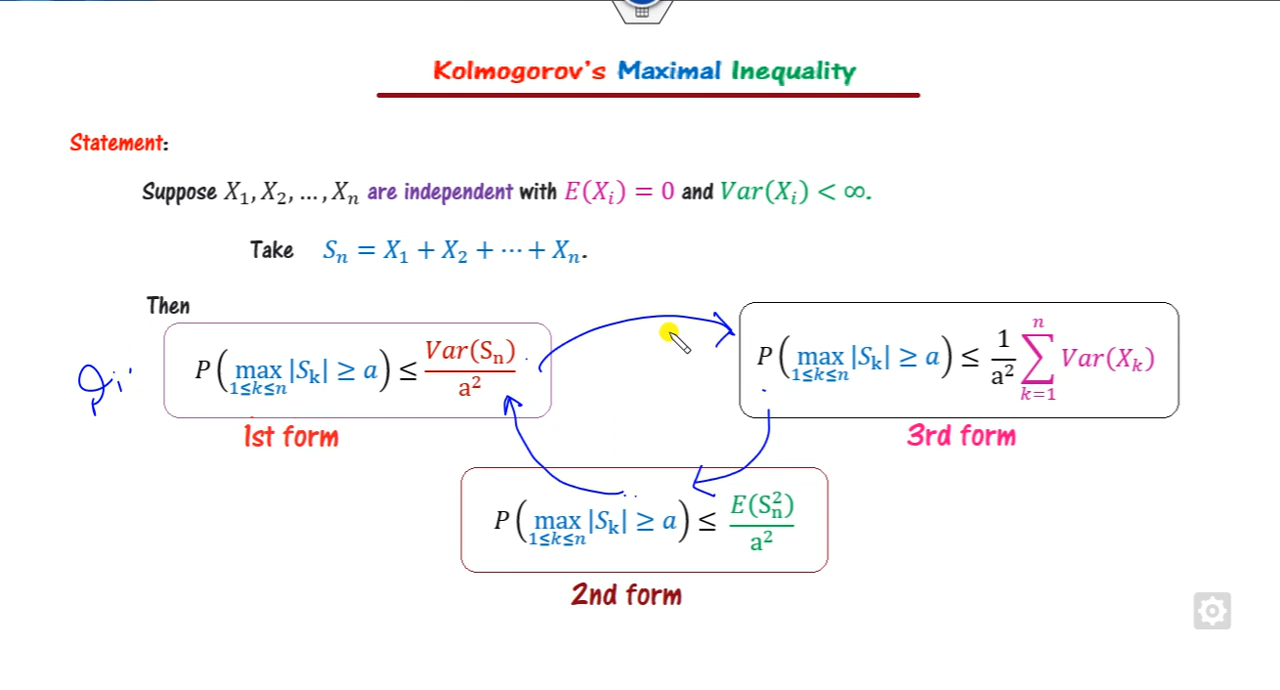 Kolmogorov's Maximal Inequality
Statement:
Suppose X₁, X₂, …, Xₙ are independent with E(Xᵢ) = 0 and Var(Xᵢ) < ∞.
Take Sₙ = X₁ + X₂ + ⋯ + Xₙ.
Then
P(max_{1≤k≤n} |Sₖ| ≥ a) ≤ Var(Sₙ)/a²
1st form
P(max_{1≤k≤n} |Sₖ| ≥ a) ≤ 1/a² ∑_{k=1}^{n} Var(Xₖ)
3rd form
P(max_{1≤k≤n} |Sₖ| ≥ a) ≤ E(Sₙ²)/a²
2nd form